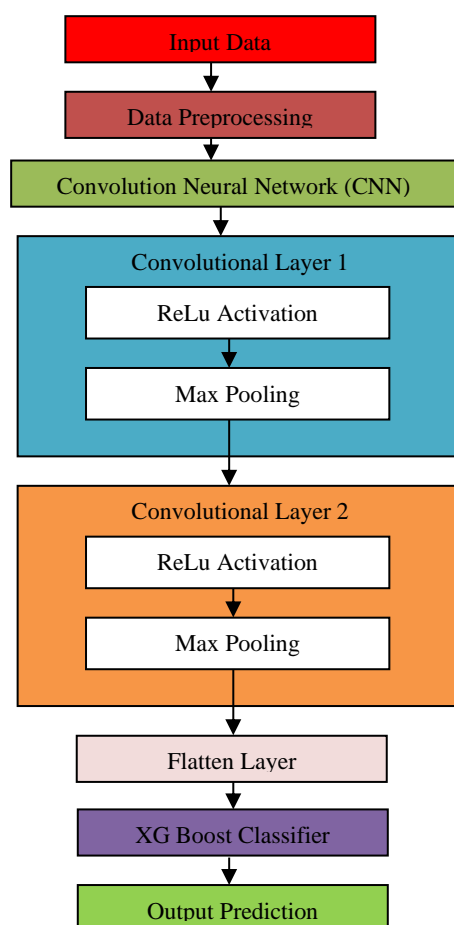 Input Data
Data Preprocessing
Convolution Neural Network (CNN)
Convolutional Layer 1
ReLu Activation
Max Pooling
Convolutional Layer 2
ReLu Activation
Max Pooling
Flatten Layer
XG Boost Classifier
Output Prediction